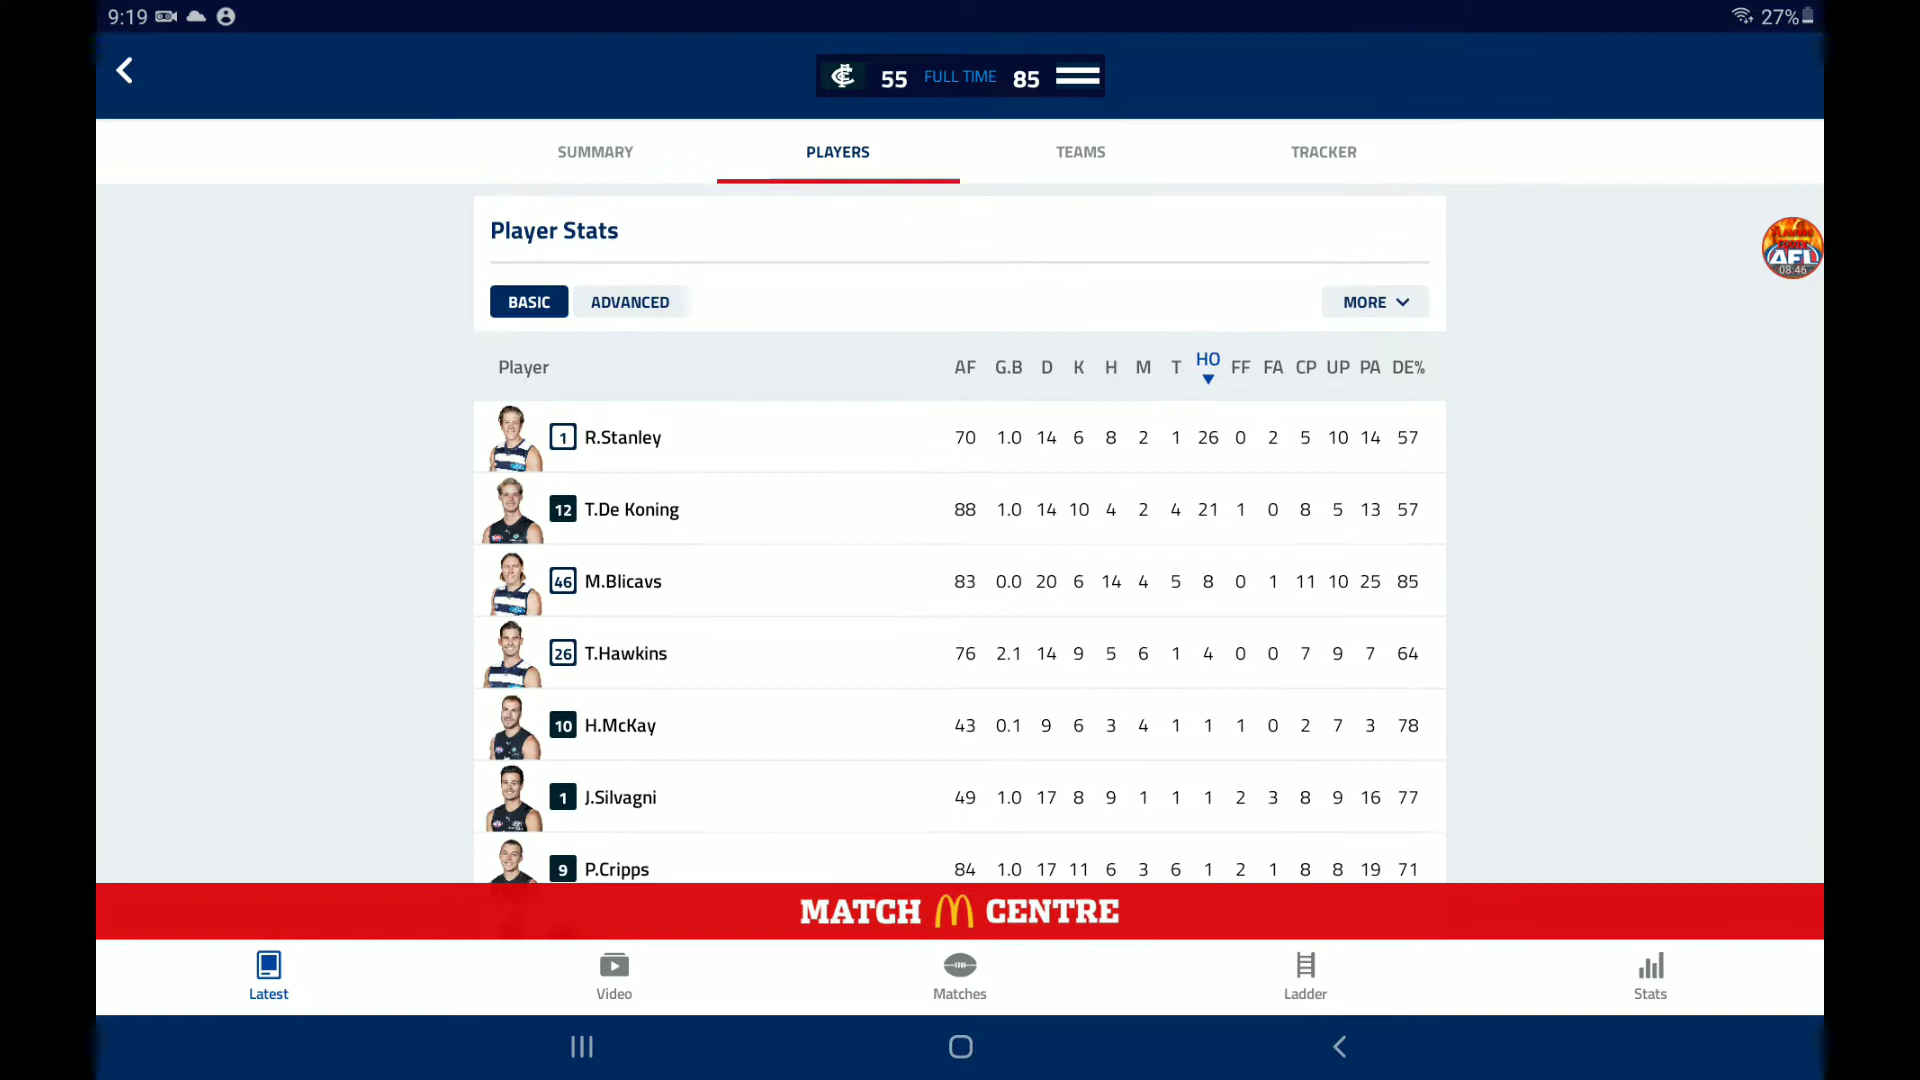 9:19 27%
55 FULL TIME 85
SUMMARY PLAYERS TEAMS TRACKER
Player Stats
AFL
08:46
BASIC ADVANCED MORE
Player AF G.B D K H M T HO FF FA CP UP PA DE%
1 R.Stanley 70 1.0 14 6 8 2 1 26 0 2 5 10 14 57
12 T.De Koning 88 1.0 14 10 4 2 4 21 1 0 8 5 13 57
46 M.Blicavs 83 0.0 20 6 14 4 5 8 0 1 11 10 25 85
26 T.Hawkins 76 2.1 14 9 5 6 1 4 0 0 7 9 7 64
10 H.McKay 43 0.1 9 6 3 4 1 1 1 0 2 7 3 78
1 J.Silvagni 49 1.0 17 8 9 1 1 1 2 3 8 9 16 77
9 P.Cripps 84 1.0 17 11 6 3 6 1 2 1 8 8 19 71
MATCH CENTRE
Latest Video Matches Ladder Stats